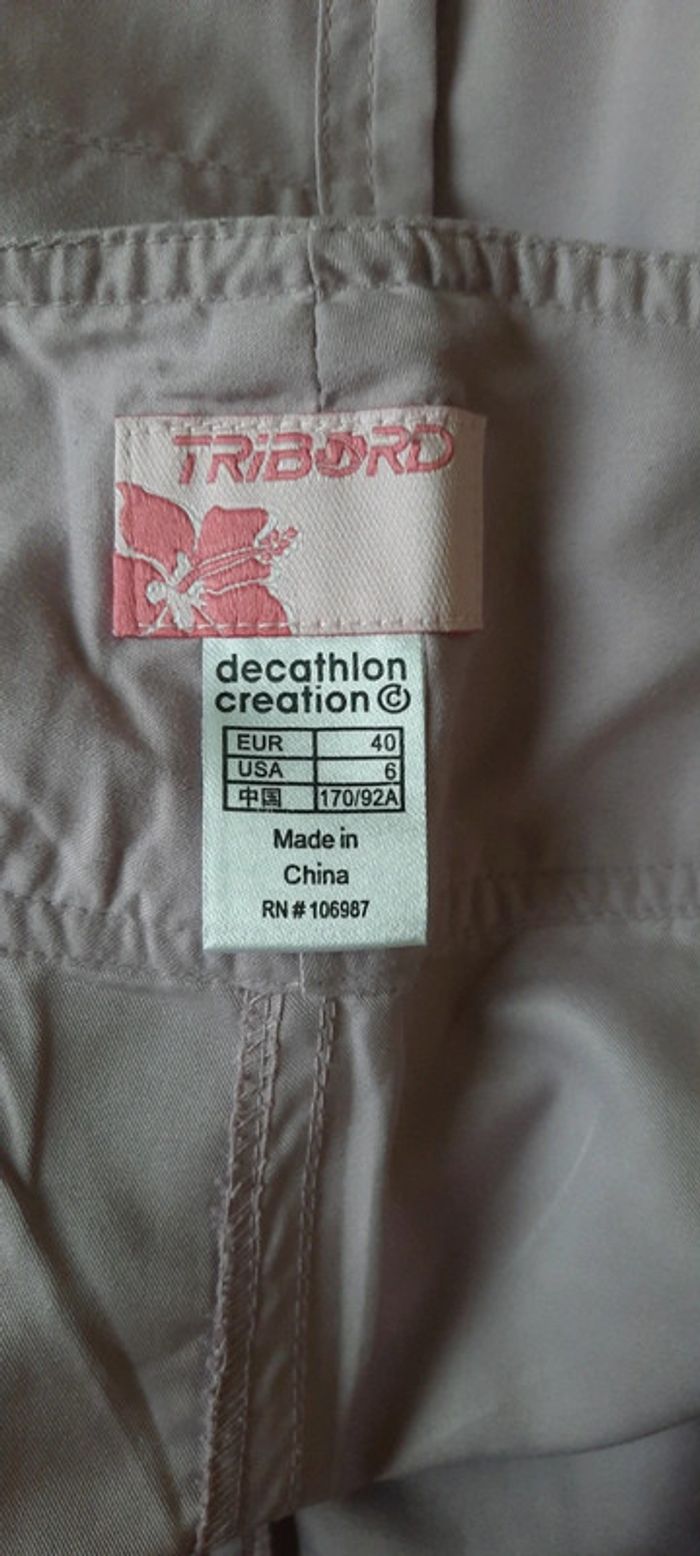 TRIBORD
decathlon
creation ©
EUR 40
USA 6
中国 170/92A
Made in
China
RN # 106987